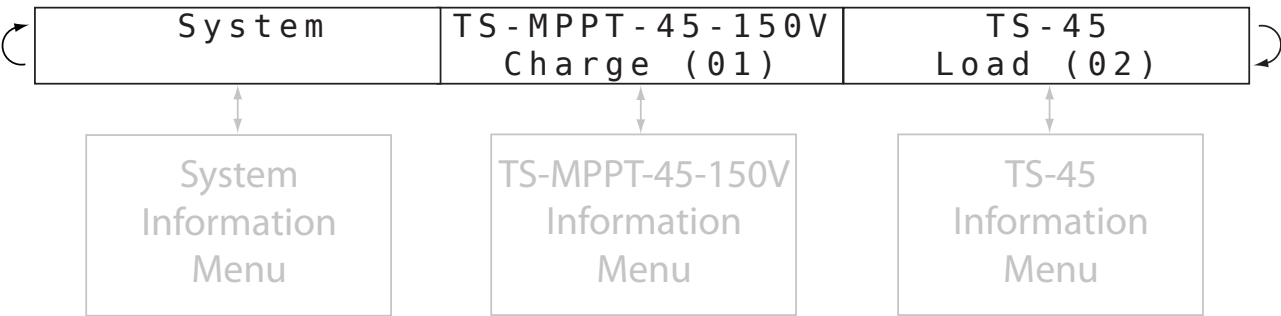 System
TS-MPPT-45-150V
Charge (01)
TS-45
Load (02)
System
Information
Menu
TS-MPPT-45-150V
Information
Menu
TS-45
Information
Menu